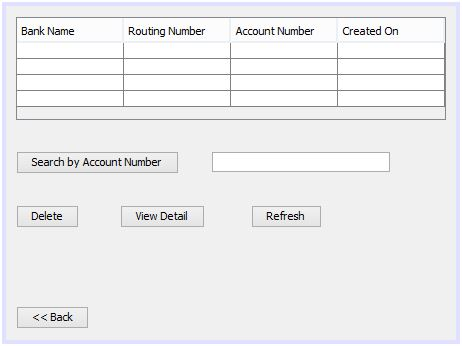 Bank Name Routing Number Account Number Created On
Search by Account Number
Delete View Detail Refresh
<< Back